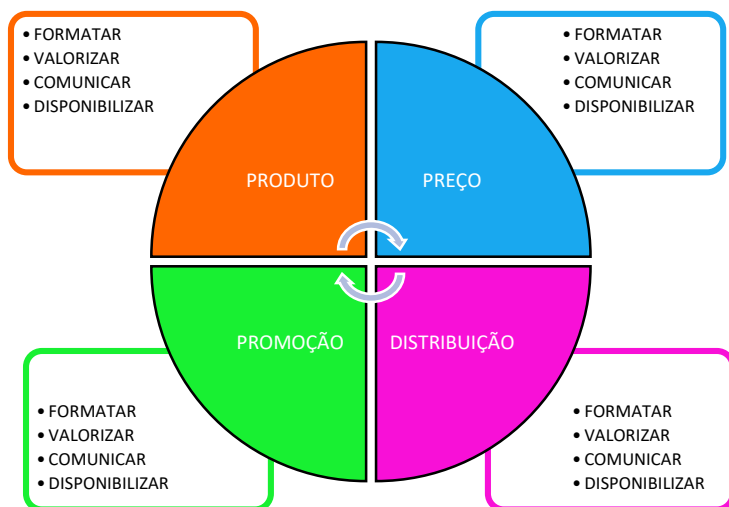 • FORMATAR
• VALORIZAR
• COMUNICAR
• DISPONIBILIZAR
• FORMATAR
• VALORIZAR
• COMUNICAR
• DISPONIBILIZAR
PRODUTO
PREÇO
PROMOÇÃO
DISTRIBUIÇÃO
• FORMATAR
• VALORIZAR
• COMUNICAR
• DISPONIBILIZAR
• FORMATAR
• VALORIZAR
• COMUNICAR
• DISPONIBILIZAR